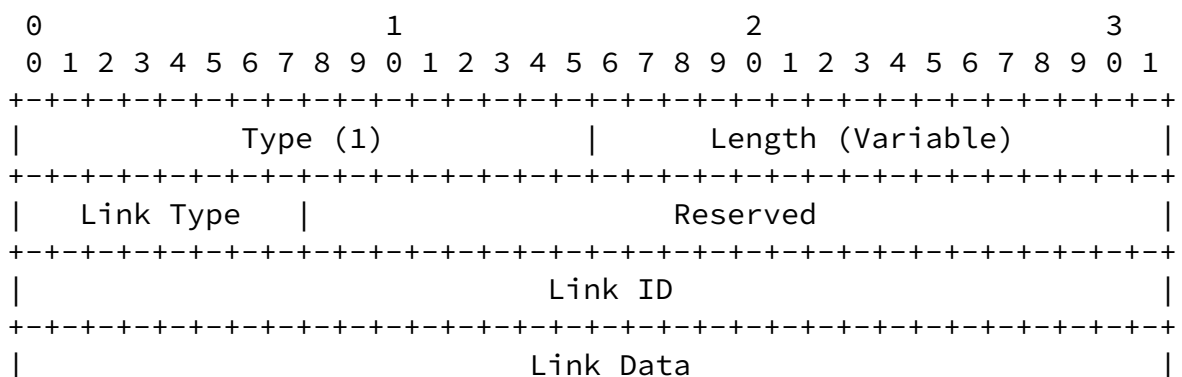 0                   1                   2                   3
 0 1 2 3 4 5 6 7 8 9 0 1 2 3 4 5 6 7 8 9 0 1 2 3 4 5 6 7 8 9 0 1
+-+-+-+-+-+-+-+-+-+-+-+-+-+-+-+-+-+-+-+-+-+-+-+-+-+-+-+-+-+-+-+-+
|            Type (1)           |      Length (Variable)        |
+-+-+-+-+-+-+-+-+-+-+-+-+-+-+-+-+-+-+-+-+-+-+-+-+-+-+-+-+-+-+-+-+
|   Link Type   |                    Reserved                   |
+-+-+-+-+-+-+-+-+-+-+-+-+-+-+-+-+-+-+-+-+-+-+-+-+-+-+-+-+-+-+-+-+
|                             Link ID                           |
+-+-+-+-+-+-+-+-+-+-+-+-+-+-+-+-+-+-+-+-+-+-+-+-+-+-+-+-+-+-+-+-+
|                            Link Data                          |